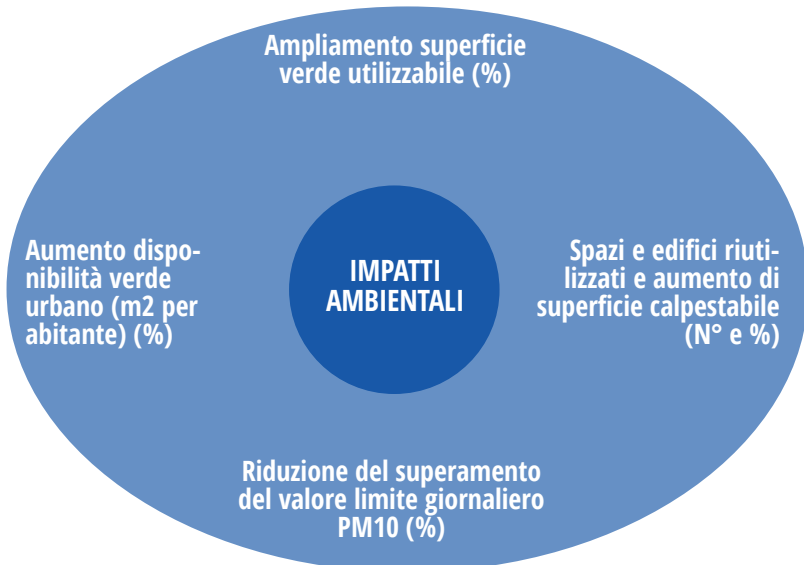 Ampliamento superficie
verde utilizzabile (%)
Aumento dispo-
nibilità verde
urbano (m2 per
abitante) (%)
IMPATTI
AMBIENTALI
Spazi e edifici riuti-
lizzati e aumento di
superficie calpestabile
(N° e %)
Riduzione del superamento
del valore limite giornaliero
PM10 (%)